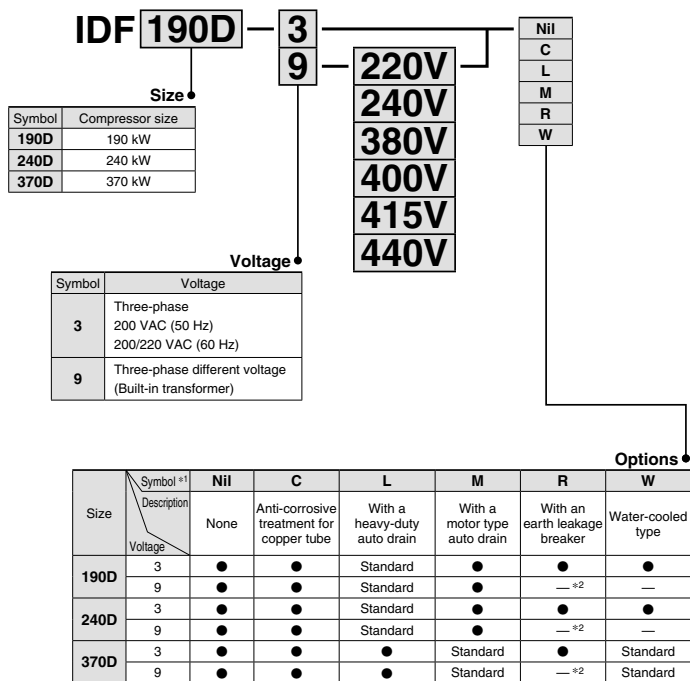 IDF 190D — 3
9 — 220V
240V
380V
400V
415V
440V
Nil
C
L
M
R
W
Size
Symbol Compressor size
190D 190 kW
240D 240 kW
370D 370 kW
Voltage
Symbol Voltage
3 Three-phase
200 VAC (50 Hz)
200/220 VAC (60 Hz)
9 Three-phase different voltage
(Built-in transformer)
Options
Size Symbol *1 Nil C L M R W
Description
Voltage
None
Anti-corrosive
treatment for
copper tube
With a
heavy-duty
auto drain
With a
motor type
auto drain
With an
earth leakage
breaker
Water-cooled
type
190D 3 ● ● Standard ● ● ●
9 ● ● Standard ● — *2 —
240D 3 ● ● Standard ● ● ●
9 ● ● Standard ● — *2 —
370D 3 ● ● ● Standard ● Standard
9 ● ● ● Standard — *2 Standard